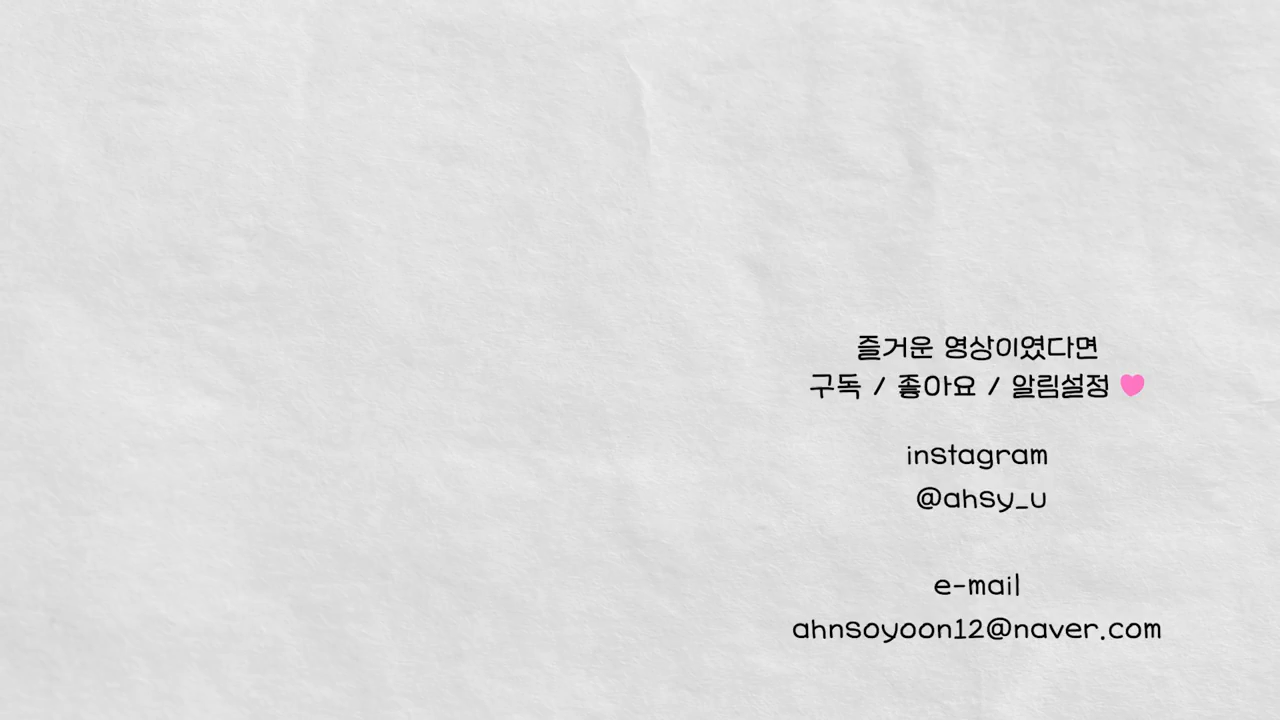 즐거운 영상이였다면
구독 / 좋아요 / 알림설정 🩷
instagram
@ahsy_u
e-mail
ahnsoyoon12@naver.com